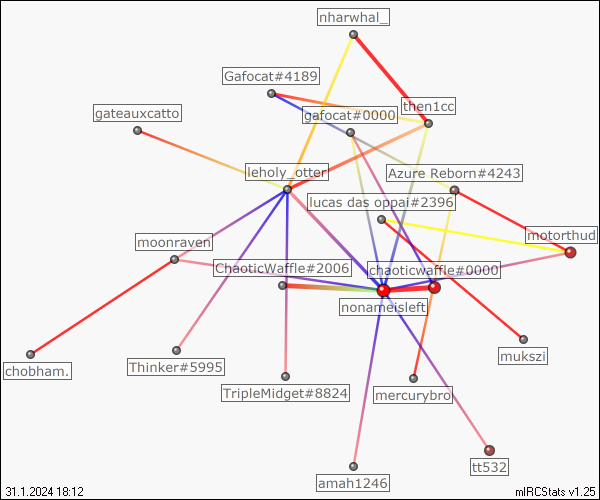 nharwhal_
Gafocat#4189
then1cc
gateauxcatto
gafocat#0000
leholy_otter
Azure Reborn#4243
lucas das oppai#2396
motorthud
moonraven
ChaoticWaffle#2006
chaoticwaffle#0000
nonameisleft
mukszi
chobham.
Thinker#5995
TripleMidget#8824
mercurybro
tt532
amah1246
31.1.2024 18:12
mIRCStats v1.25